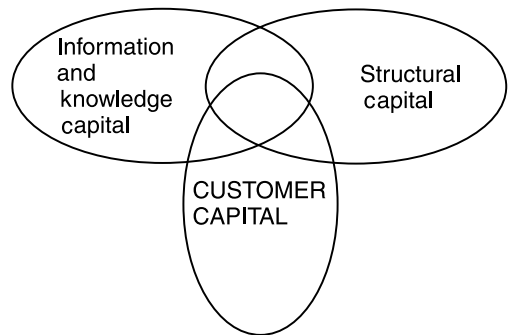 Information
and
knowledge
capital
Structural
capital
CUSTOMER
CAPITAL